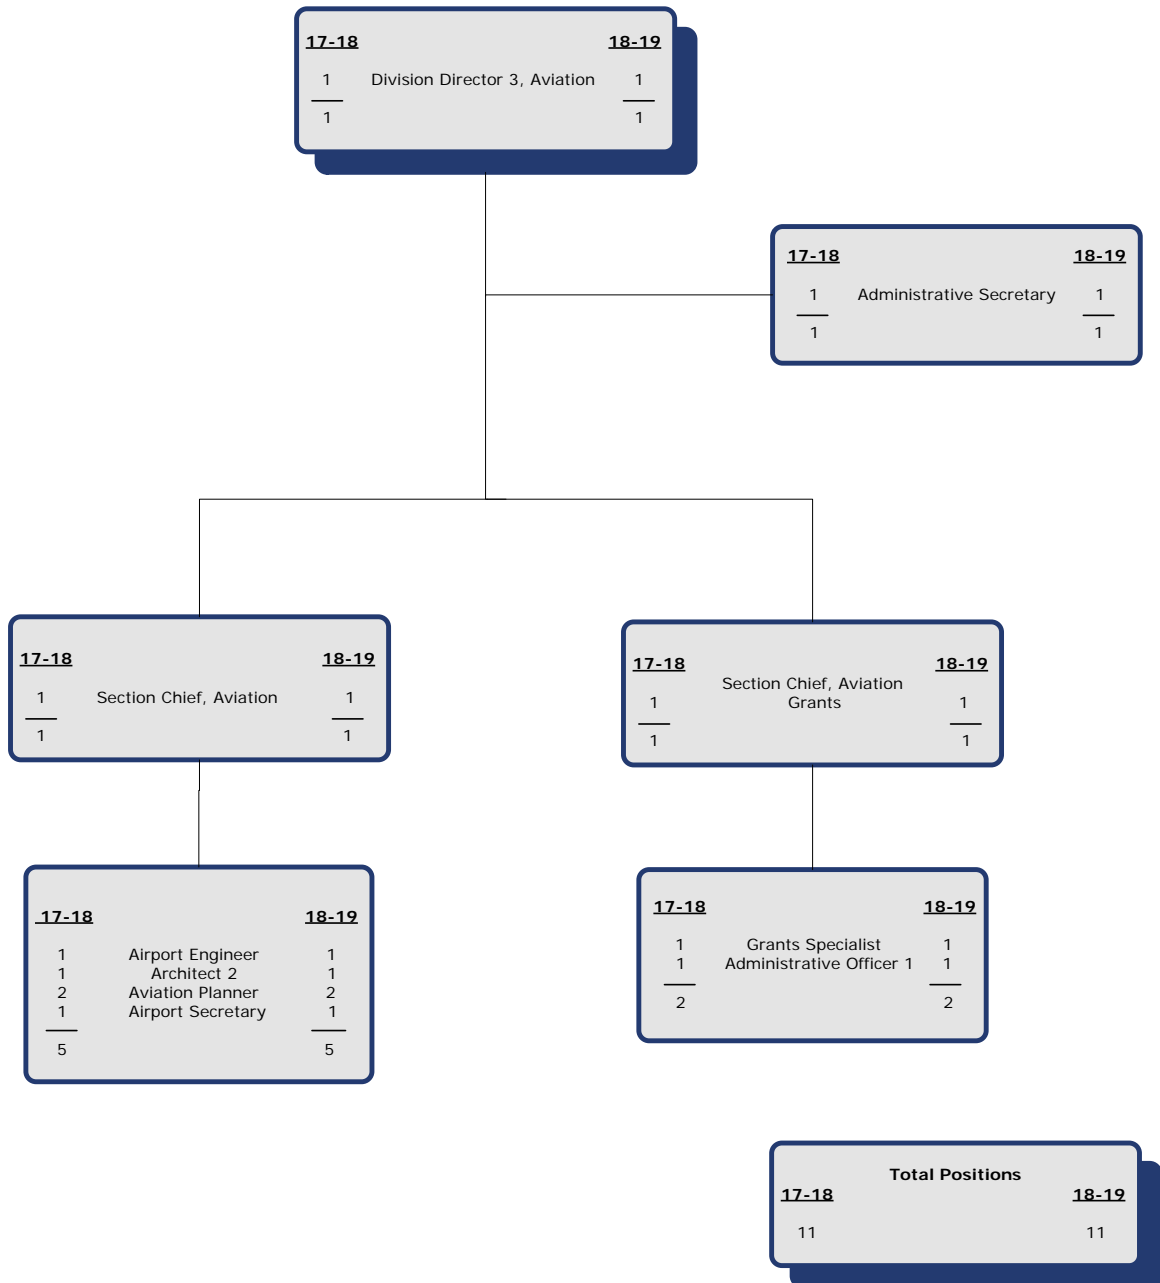 17-18 18-19
1 Division Director 3, Aviation 1
1 1
17-18 18-19
1 Administrative Secretary 1
1 1
17-18 18-19
1 Section Chief, Aviation 1
1 1
17-18 18-19
Section Chief, Aviation
1 Grants 1
1 1
17-18 18-19
1 Airport Engineer 1
1 Architect 2 1
2 Aviation Planner 2
1 Airport Secretary 1
5 5
17-18 18-19
1 Grants Specialist 1
1 Administrative Officer 1 1
2 2
Total Positions
17-18 18-19
11 11